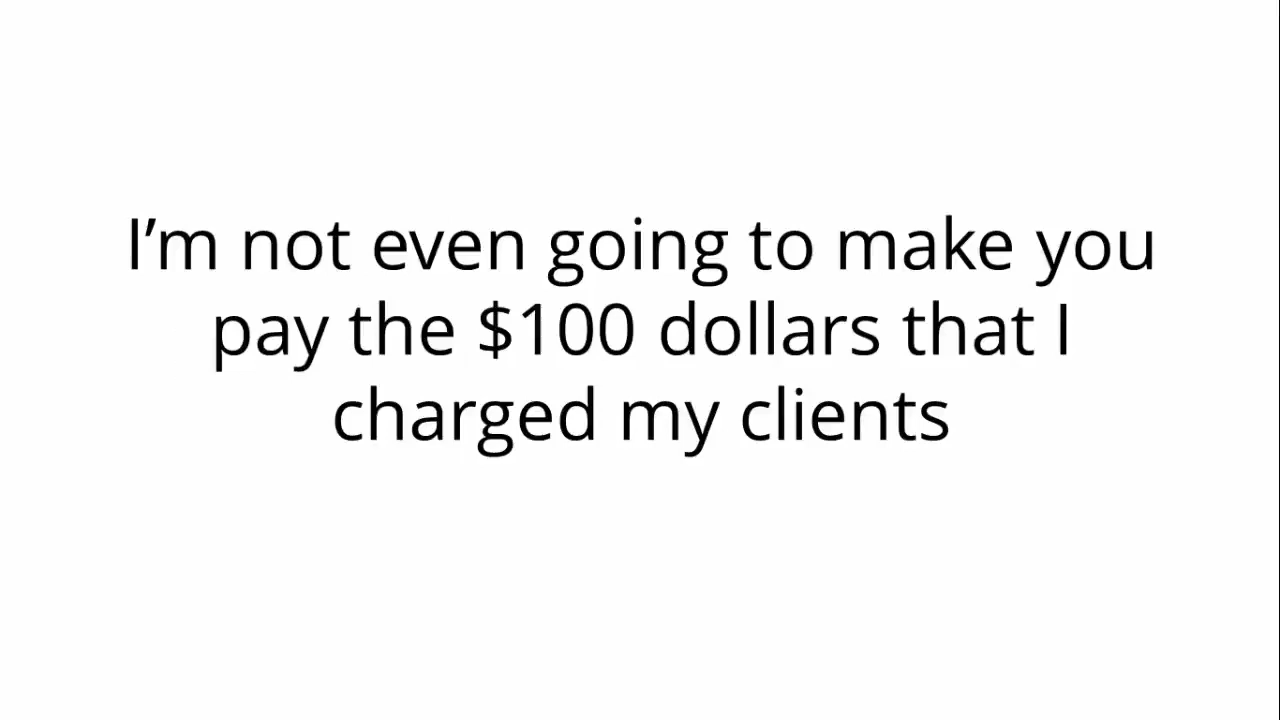 I’m not even going to make you
pay the $100 dollars that I
charged my clients